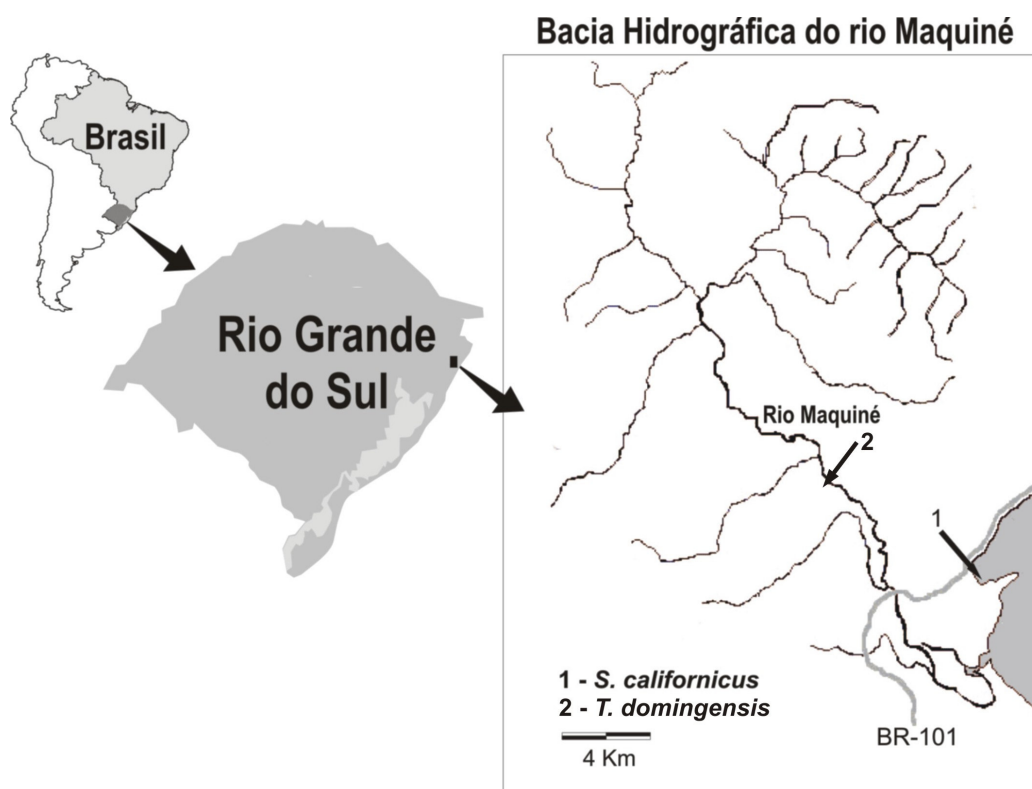 Bacia Hidrográfica do rio Maquiné
Brasil
Rio Grande
do Sul
Rio Maquiné
2
1
1 - S. californicus
2 - T. domingensis
4 Km
BR-101